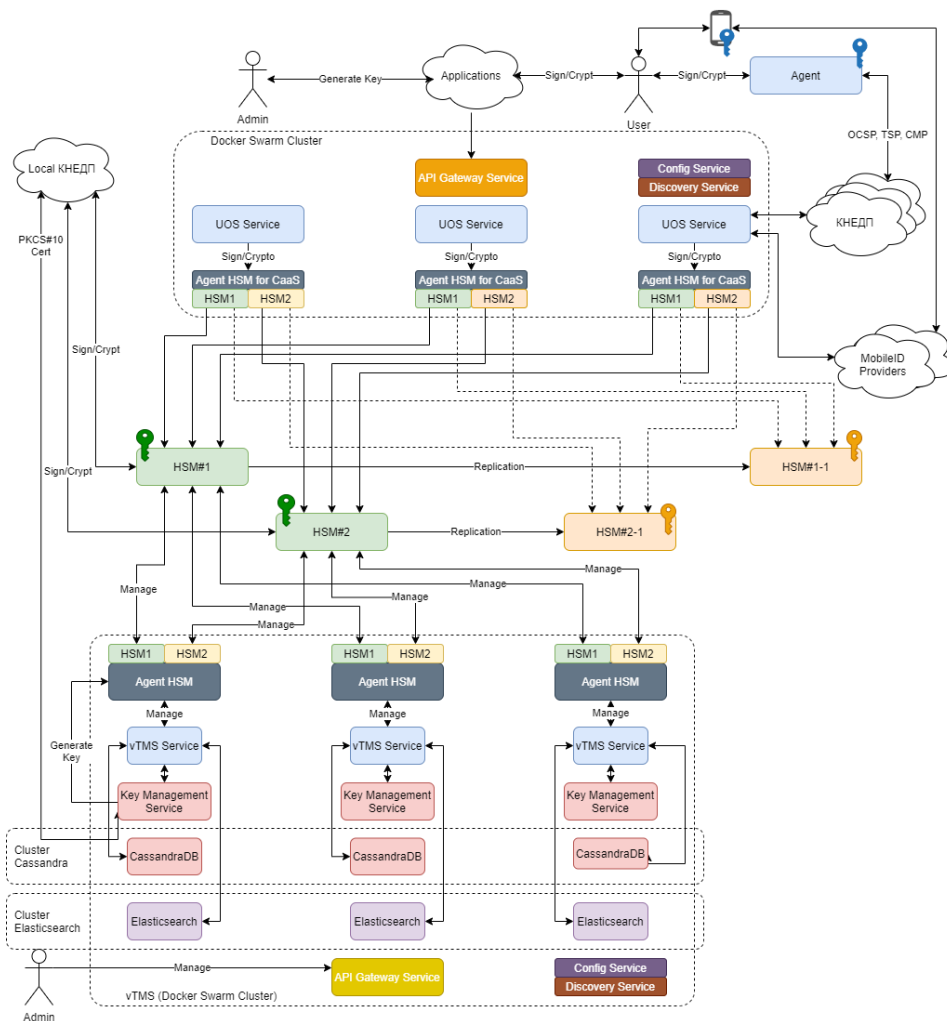 Generate Key
Applications
Sign/Crypt
Sign/Crypt
Agent
Admin
User
Docker Swarm Cluster
OCSP, TSP, CMP
Local КНЕДП
API Gateway Service
Config Service
Discovery Service
PKCS#10
Cert
UOS Service
UOS Service
UOS Service
КНЕДП
Sign/Crypto
Sign/Crypto
Sign/Crypto
Agent HSM for CaaS
Agent HSM for CaaS
Agent HSM for CaaS
HSM1
HSM2
HSM1
HSM2
HSM1
HSM2
Sign/Crypt
MobileID
Providers
Sign/Crypt
HSM#1
Replication
HSM#1-1
HSM#2
Replication
HSM#2-1
Manage
Manage
Manage
Manage
Manage
Manage
HSM1
HSM2
HSM1
HSM2
HSM1
HSM2
Agent HSM
Agent HSM
Agent HSM
Manage
Manage
Manage
Generate
Key
vTMS Service
vTMS Service
vTMS Service
Key Management
Service
Key Management
Service
Key Management
Service
Cluster
Cassandra
CassandraDB
CassandraDB
CassandraDB
Cluster
Elasticsearch
Elasticsearch
Elasticsearch
Elasticsearch
Manage
API Gateway Service
Config Service
Discovery Service
vTMS (Docker Swarm Cluster)
Admin